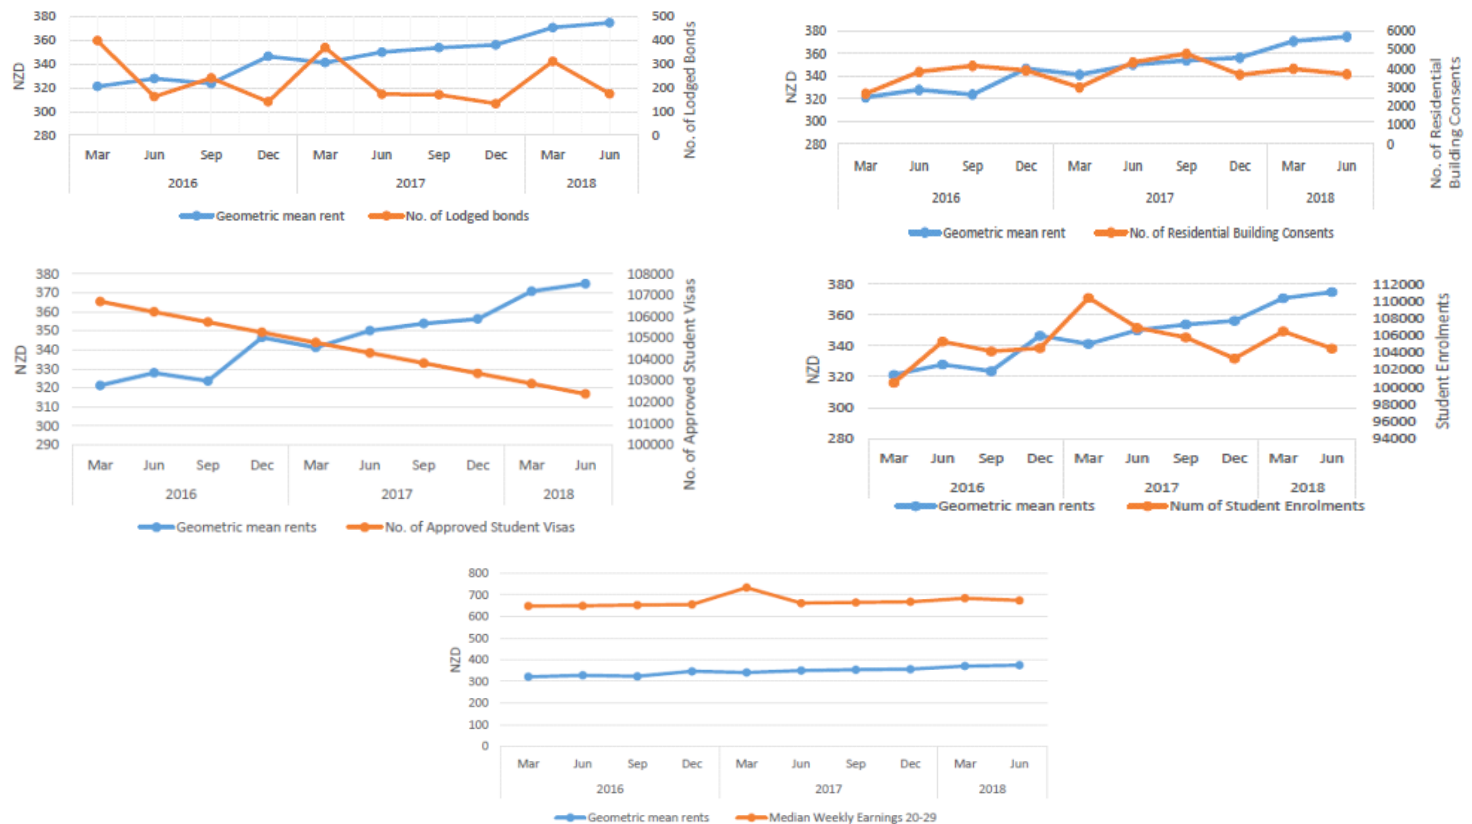 380 500
360 400
340 300
320 200
300 100
280 0
NZD
No. of Lodged Bonds
Mar Jun Sep Dec Mar Jun Sep Dec Mar Jun
2016 2017 2018
Geometric mean rent No. of Lodged bonds
380 6000
360 5000
340 4000
320 3000
300 2000
280 1000
0
NZD
No. of Residential
Building Consents
Mar Jun Sep Dec Mar Jun Sep Dec Mar Jun
2016 2017 2018
Geometric mean rent No. of Residential Building Consents
380 108000
370 107000
360 106000
350 105000
340 104000
330 103000
320 102000
310 101000
300 100000
290
NZD
No. of Approved Student Visas
Mar Jun Sep Dec Mar Jun Sep Dec Mar Jun
2016 2017 2018
Geometric mean rents No. of Approved Student Visas
380 112000
360 110000
340 108000
320 106000
300 104000
280 102000
100000
98000
96000
94000
NZD
Student Enrolments
Mar Jun Sep Dec Mar Jun Sep Dec Mar Jun
2016 2017 2018
Geometric mean rents Num of Student Enrolments
800
700
600
500
400
300
200
100
0
NZD
Mar Jun Sep Dec Mar Jun Sep Dec Mar Jun
2016 2017 2018
Geometric mean rents Median Weekly Earnings 20-29